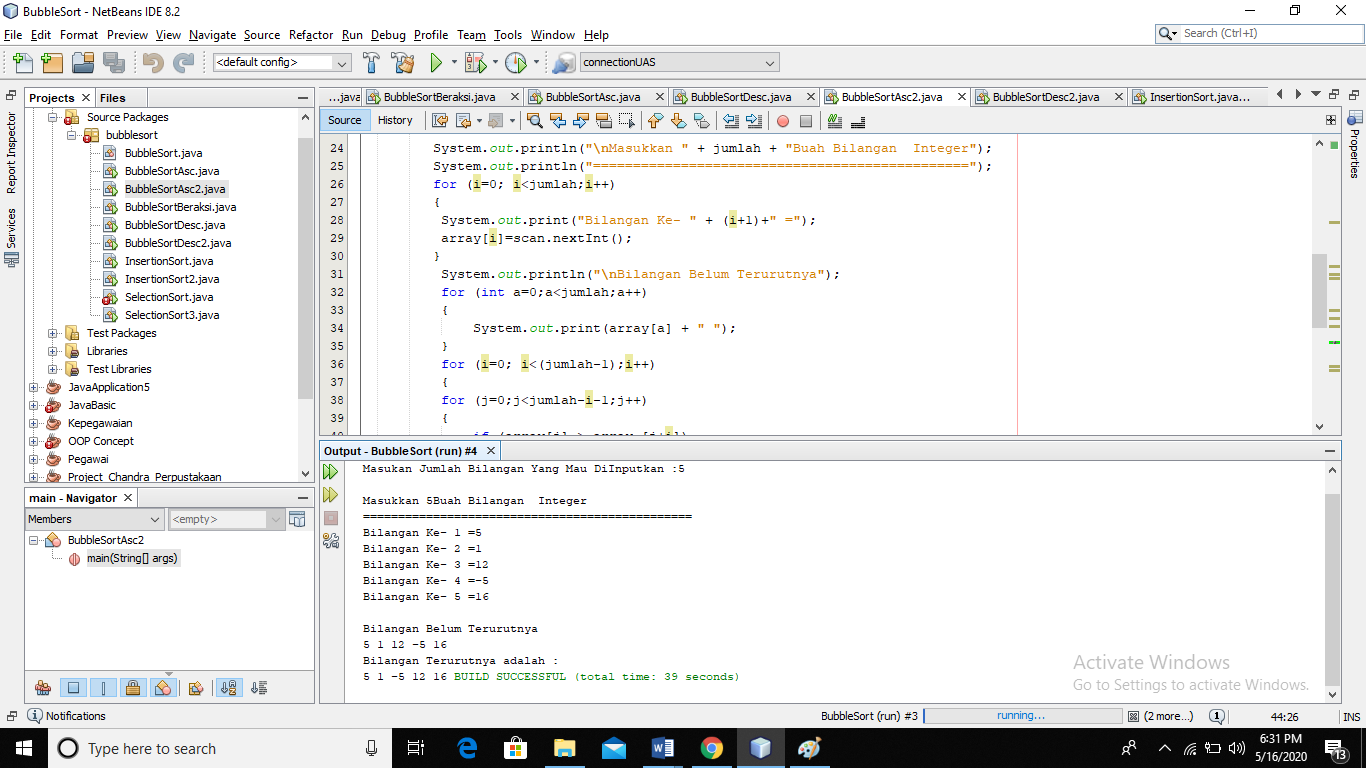 BubbleSort - NetBeans IDE 8.2
File Edit Format Preview View Navigate Source Refactor Run Debug Profile Team Tools Window Help
Search (Ctrl+I)
<default config>
connectionUAS
Projects Files
...java BubbleSortBeraksi.java BubbleSortAsc.java BubbleSortDesc.java BubbleSortAsc2.java BubbleSortDesc2.java InsertionSort.java...
Source History
Report Inspector
Services
Properties
Source Packages
bubblesort
BubbleSort.java
BubbleSortAsc.java
BubbleSortAsc2.java
BubbleSortBeraksi.java
BubbleSortDesc.java
BubbleSortDesc2.java
InsertionSort.java
InsertionSort2.java
SelectionSort.java
SelectionSort3.java
Test Packages
Libraries
Test Libraries
JavaApplication5
JavaBasic
Kepegawaian
OOP Concept
Pegawai
Project_Chandra_Perpustakaan
24 System.out.println("\nMasukkan " + jumlah + "Buah Bilangan  Integer");
25 System.out.println("===============================================");
26 for (i=0; i<jumlah;i++)
27 {
28 System.out.print("Bilangan Ke- " + (i+1)+" =");
29 array[i]=scan.nextInt();
30 }
31 System.out.println("\nBilangan Belum Terurutnya");
32 for (int a=0;a<jumlah;a++)
33 {
34 System.out.print(array[a] + " ");
35 }
36 for (i=0; i<(jumlah-1);i++)
37 {
38 for (j=0;j<jumlah-i-1;j++)
39 {
main - Navigator
Members <empty>
BubbleSortAsc2
main(String[] args)
Output - BubbleSort (run) #4
Masukan Jumlah Bilangan Yang Mau DiInputkan :5
Masukkan 5Buah Bilangan  Integer
===============================================
Bilangan Ke- 1 =5
Bilangan Ke- 2 =1
Bilangan Ke- 3 =12
Bilangan Ke- 4 =-5
Bilangan Ke- 5 =16
Bilangan Belum Terurutnya
5 1 12 -5 16
Bilangan Terurutnya adalah :
5 1 -5 12 16 BUILD SUCCESSFUL (total time: 39 seconds)
Activate Windows
Go to Settings to activate Windows.
Notifications
BubbleSort (run) #3 running... (2 more...) 1 44:26 INS
Type here to search
6:31 PM
5/16/2020
13